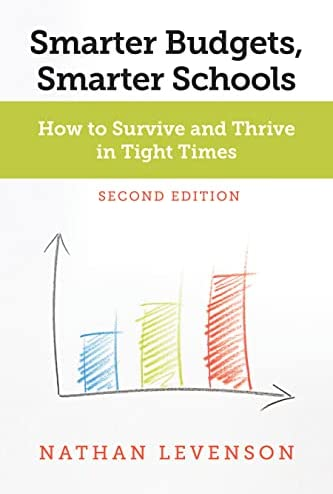 Smarter Budgets,
Smarter Schools
How to Survive and Thrive
in Tight Times
SECOND EDITION
NATHAN LEVENSON